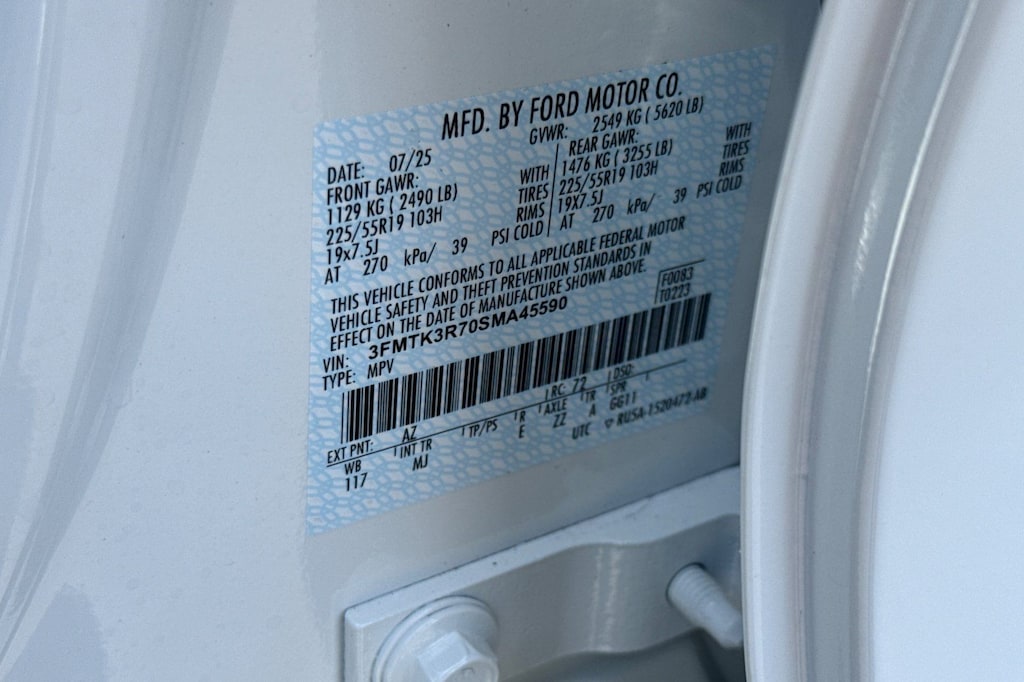 MFD. BY FORD MOTOR CO.
DATE: 07/25 GVWR: 2549 KG ( 5620 LB)
FRONT GAWR: REAR GAWR:
1129 KG ( 2490 LB) WITH 1476 KG ( 3255 LB) WITH
225/55R19 103H TIRES 225/55R19 103H TIRES
19x7.5J RIMS 19X7.5J RIMS
AT 270 kPa/ 39 PSI COLD AT 270 kPa/ 39 PSI COLD
THIS VEHICLE CONFORMS TO ALL APPLICABLE FEDERAL MOTOR
VEHICLE SAFETY AND THEFT PREVENTION STANDARDS IN
EFFECT ON THE DATE OF MANUFACTURE SHOWN ABOVE.
F0083
T0223
VIN: 3FMTK3R70SMA45590
TYPE: MPV
EXT PNT: AZ RC: 72 DSO:
WB INT TR TP/PS R AXLE TR SPR
117 MJ E ZZ A GG11
UTC ▽ RU5A-1520472-AB